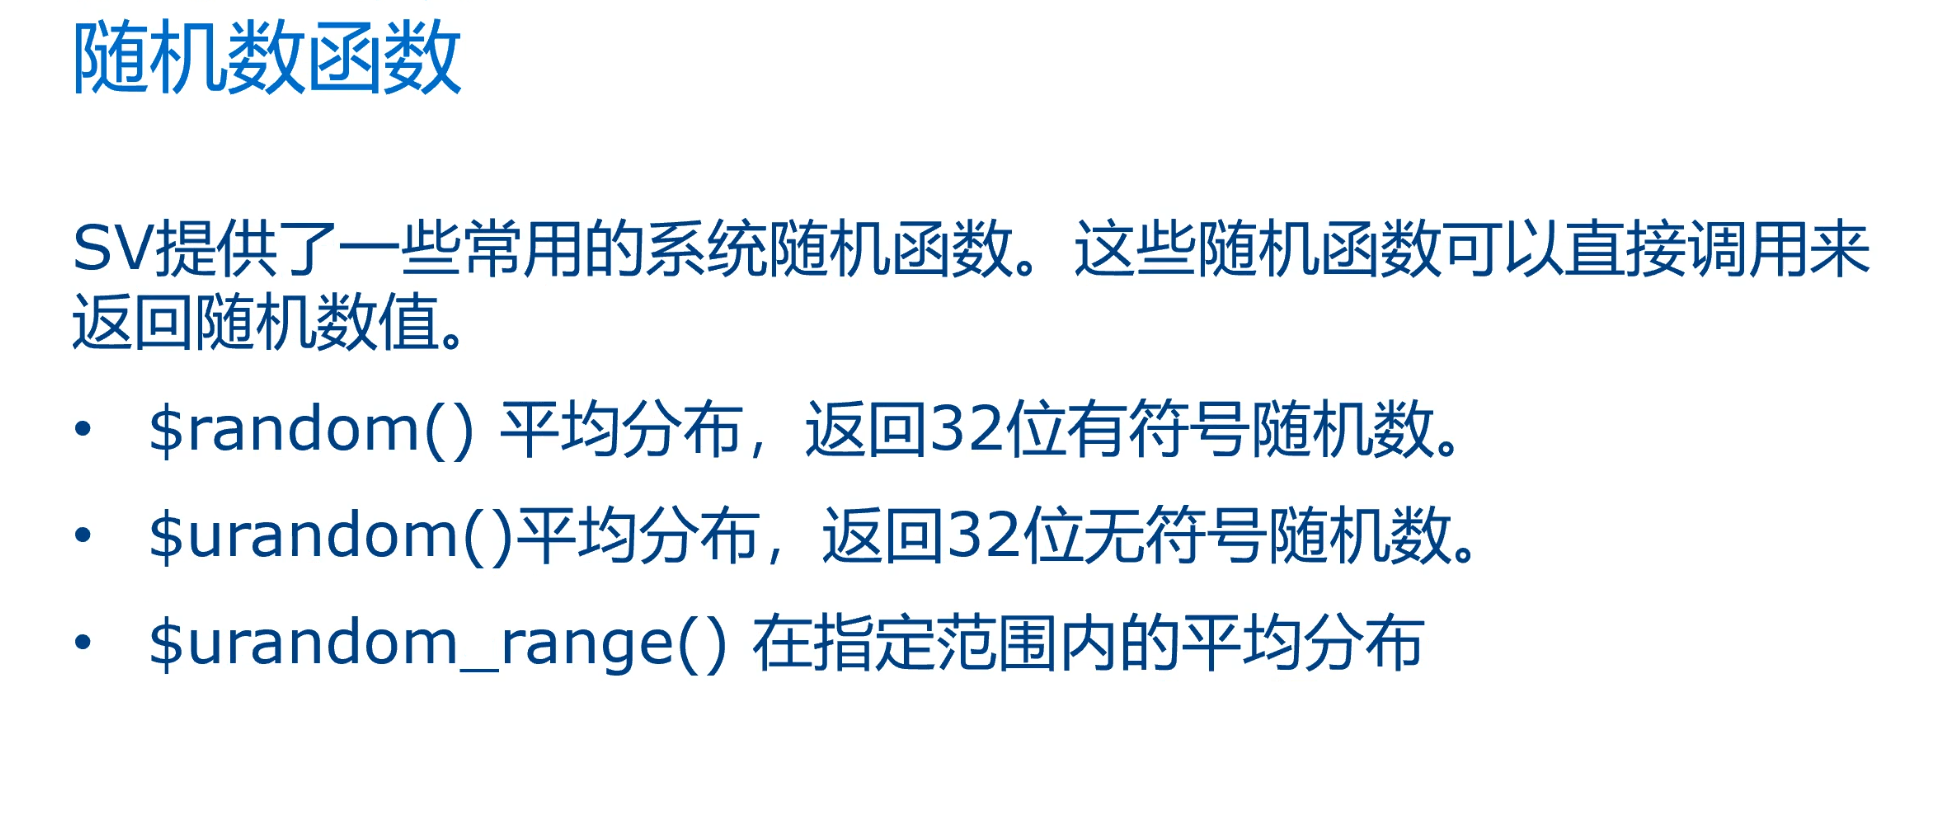 随机数函数
SV提供了一些常用的系统随机函数。这些随机函数可以直接调用来
返回随机数值。
• $random() 平均分布，返回32位有符号随机数。
• $urandom()平均分布，返回32位无符号随机数。
• $urandom_range() 在指定范围内的平均分布